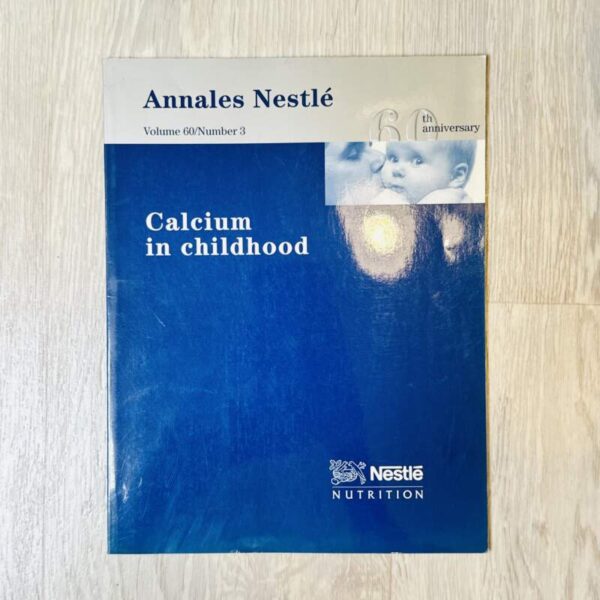 Annales Nestlé
Volume 60/Number 3
60th
anniversary
Calcium
in childhood
Nestlé
NUTRITION